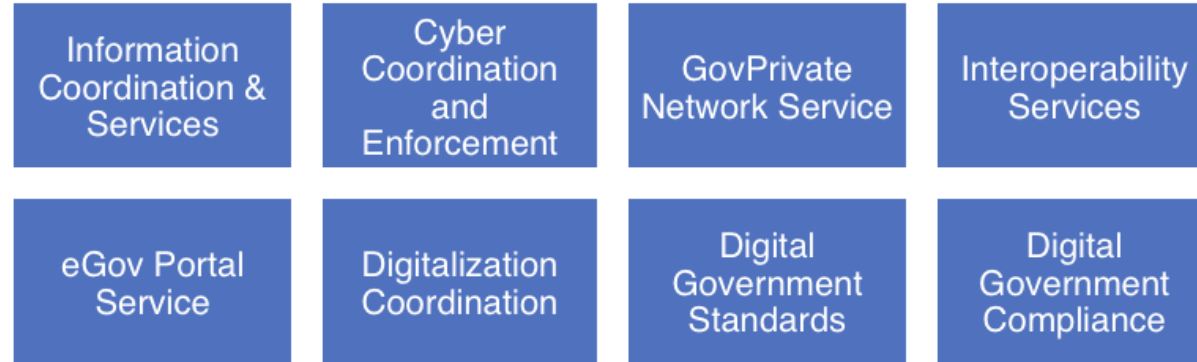 Information
Coordination &
Services
Cyber
Coordination
and
Enforcement
GovPrivate
Network Service
Interoperability
Services
eGov Portal
Service
Digitalization
Coordination
Digital
Government
Standards
Digital
Government
Compliance